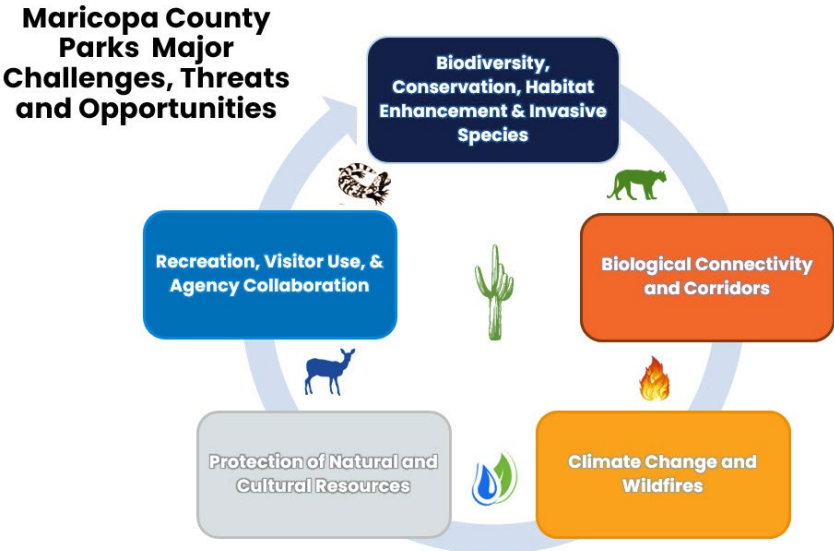 Maricopa County
Parks Major
Challenges, Threats
and Opportunities
Biodiversity,
Conservation, Habitat
Enhancement & Invasive
Species
Biological Connectivity
and Corridors
Climate Change and
Wildfires
Protection of Natural and
Cultural Resources
Recreation, Visitor Use, &
Agency Collaboration